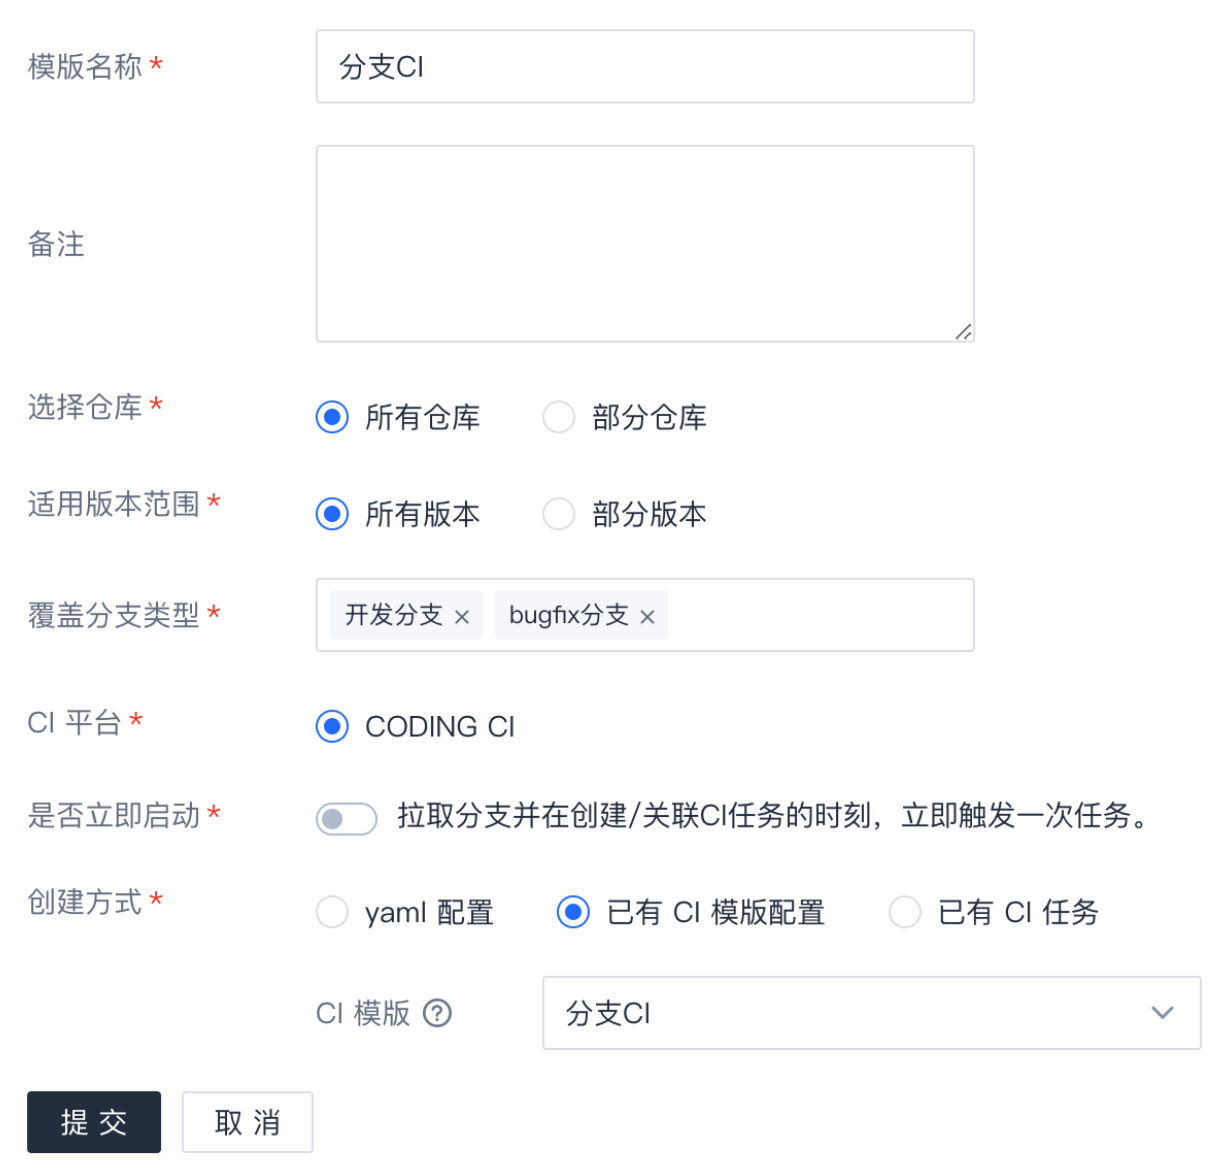 模版名称 * 分支CI
备注
选择仓库 * 所有仓库 部分仓库
适用版本范围 * 所有版本 部分版本
覆盖分支类型 * 开发分支 × bugfix分支 ×
CI 平台 * CODING CI
是否立即启动 * 拉取分支并在创建/关联CI任务的时刻，立即触发一次任务。
创建方式 * yaml 配置 已有 CI 模版配置 已有 CI 任务
CI 模版 ? 分支CI
提 交 取 消